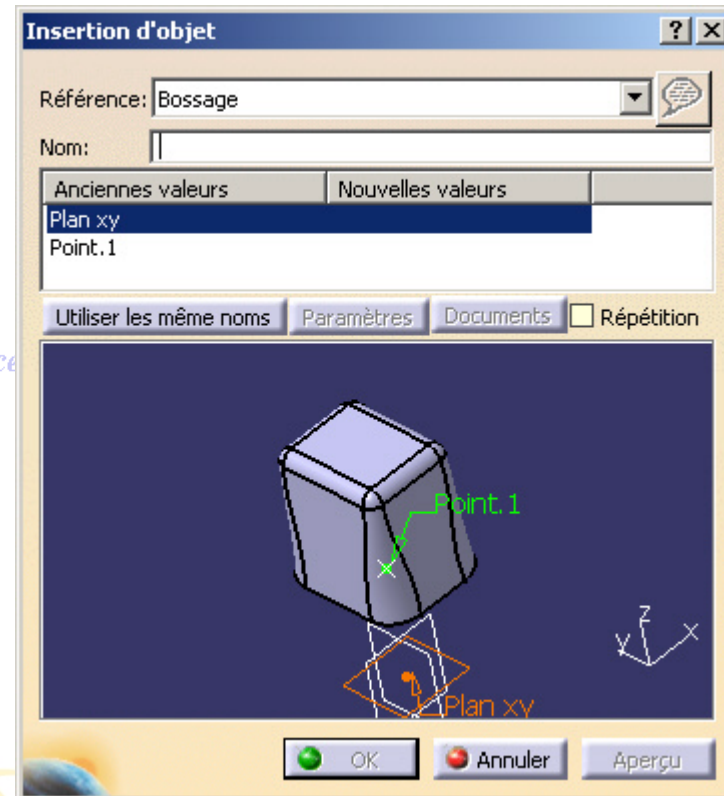 Insertion d'objet
Référence: Bossage
Nom:
Anciennes valeurs Nouvelles valeurs
Plan xy
Point.1
Utiliser les même noms Paramètres Documents Répétition
ce
Point.1
z
y x
Plan xy
OK Annuler Aperçu